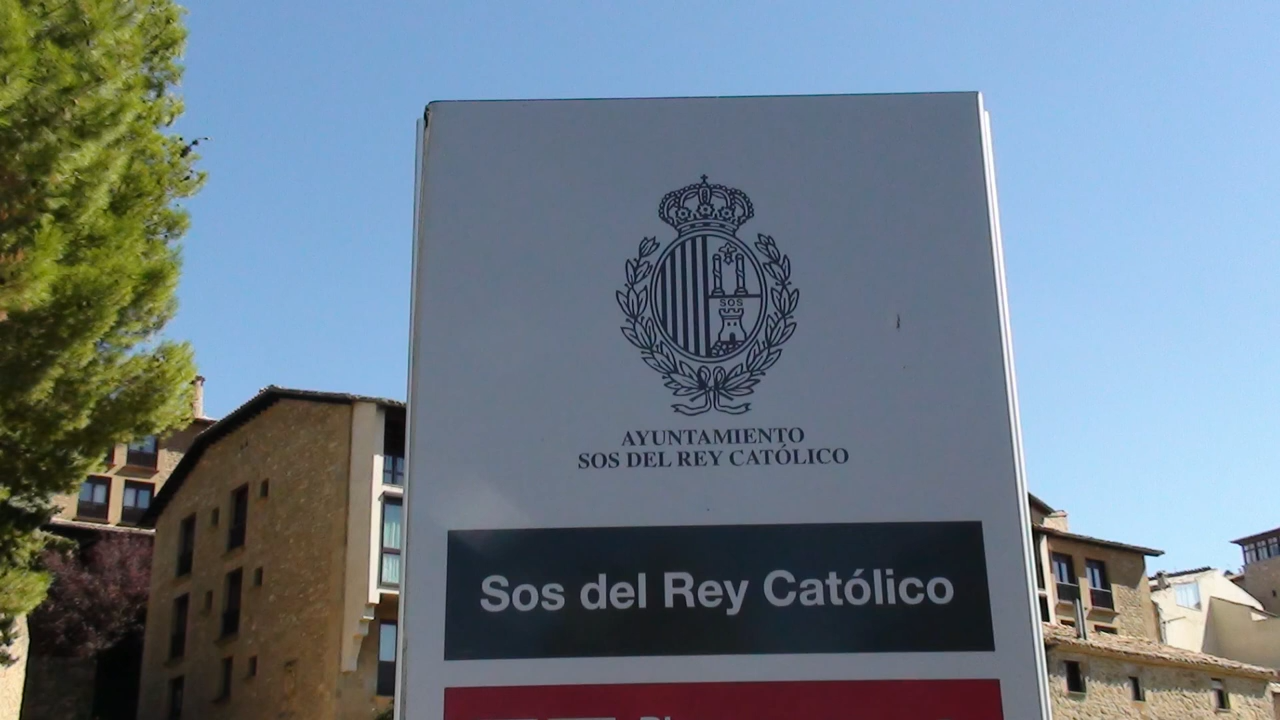 SOS
AYUNTAMIENTO
SOS DEL REY CATÓLICO
Sos del Rey Católico